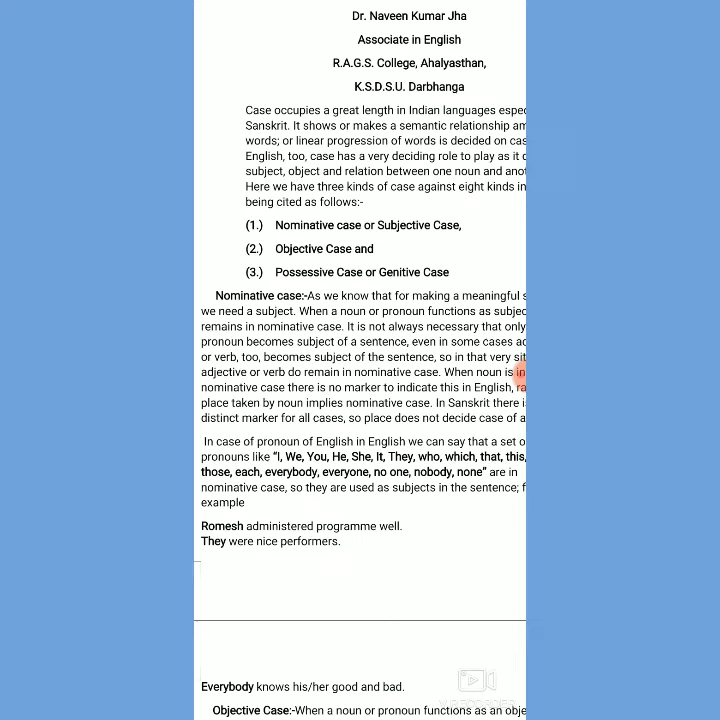 Dr. Naveen Kumar Jha
Associate in English
R.A.G.S. College, Ahalyasthan,
K.S.D.S.U. Darbhanga
Case occupies a great length in Indian languages
Sanskrit. It shows or makes a semantic relationship
words; or linear progression of words is decided on
English, too, case has a very deciding role to play as it
subject, object and relation between one noun and
Here we have three kinds of case against eight kinds in
being cited as follows:-
(1.) Nominative case or Subjective Case,
(2.) Objective Case and
(3.) Possessive Case or Genitive Case
Nominative case:-As we know that for making a meaningful
we need a subject. When a noun or pronoun functions as
remains in nominative case. It is not always necessary that only
pronoun becomes subject of a sentence, even in some cases
or verb, too, becomes subject of the sentence, so in that very
adjective or verb do remain in nominative case. When noun is in
nominative case there is no marker to indicate this in English,
place taken by noun implies nominative case. In Sanskrit there
distinct marker for all cases, so place does not decide case of a
In case of pronoun of English in English we can say that a set
pronouns like "I, We, You, He, She, It, They, who, which, that, this,
those, each, everybody, everyone, no one, nobody, none" are in
nominative case, so they are used as subjects in the sentence;
example
Romesh administered programme well.
They were nice performers.
Everybody knows his/her good and bad.
Objective Case:-When a noun or pronoun functions as an